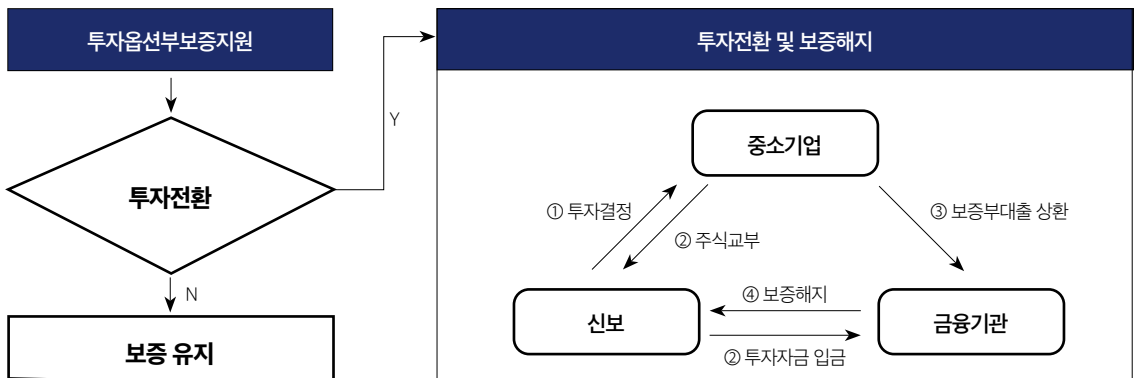 투자옵션부보증지원
투자전환
Y
N
보증 유지
투자전환 및 보증해지
중소기업
① 투자결정
② 주식교부
③ 보증부대출 상환
신보
④ 보증해지
② 투자자금 입금
금융기관